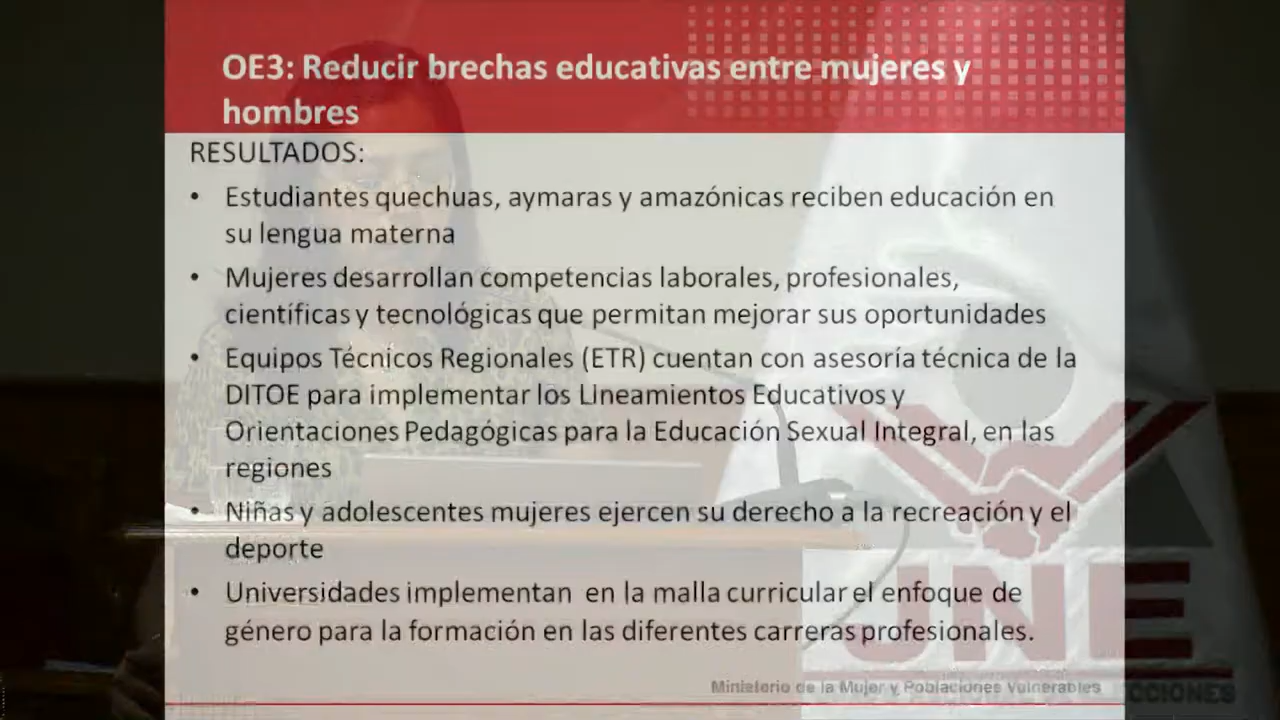 OE3: Reducir brechas educativas entre mujeres y
hombres
RESULTADOS:
• Estudiantes quechuas, aymaras y amazónicas reciben educación en
su lengua materna
• Mujeres desarrollan competencias laborales, profesionales,
científicas y tecnológicas que permitan mejorar sus oportunidades
• Equipos Técnicos Regionales (ETR) cuentan con asesoría técnica de la
DITOE para implementar los Lineamientos Educativos y
Orientaciones Pedagógicas para la Educación Sexual Integral, en las
regiones
• Niñas y adolescentes mujeres ejercen su derecho a la recreación y el
deporte
• Universidades implementan en la malla curricular el enfoque de
género para la formación en las diferentes carreras profesionales.
JNE
Ministerio de la Mujer y Poblaciones Vulnerables